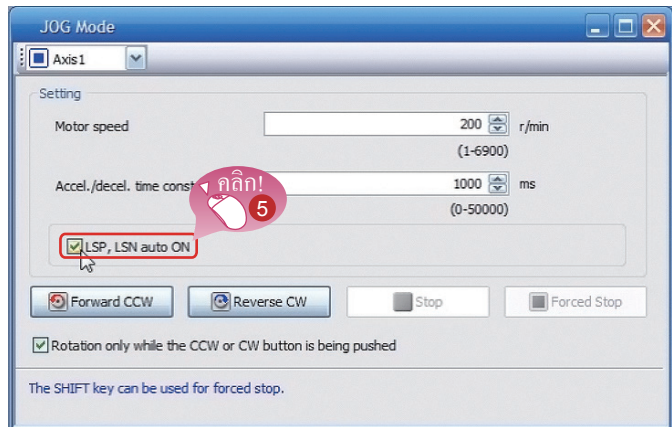 JOG Mode
Axis1
Setting
Motor speed 200 r/min
(1-6900)
Accel./decel. time const 1000 ms
(0-50000)
คลิก!
5
LSP, LSN auto ON
Forward CCW Reverse CW Stop Forced Stop
Rotation only while the CCW or CW button is being pushed
The SHIFT key can be used for forced stop.